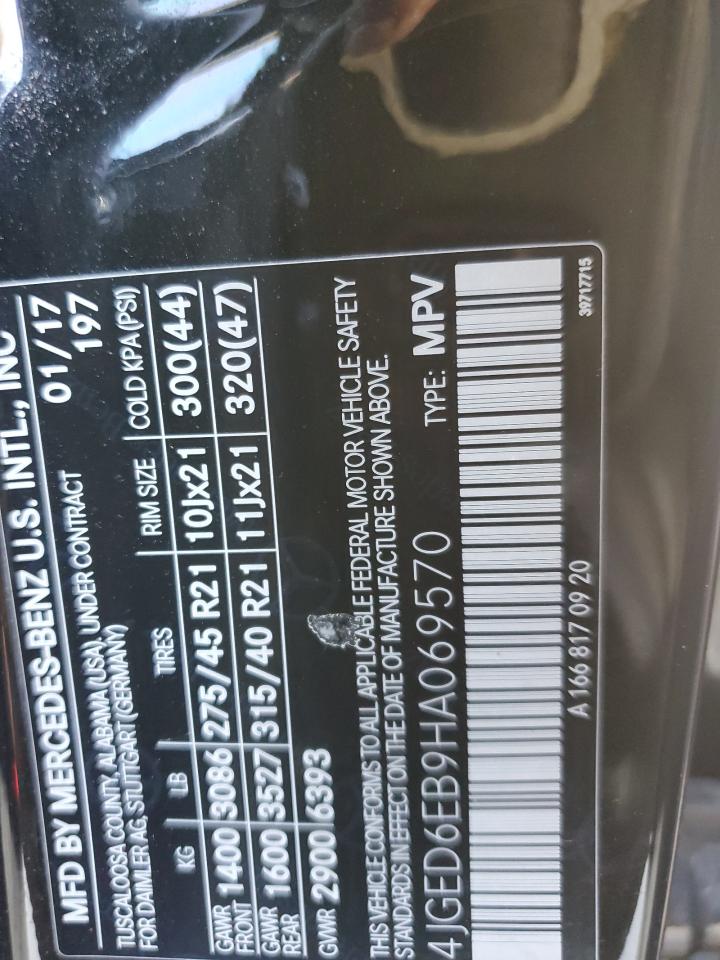 MFD BY MERCEDES-BENZ U.S. INTL., INC
TUSCALOOSA COUNTY, ALABAMA (USA), UNDER CONTRACT 01/17
FOR DAIMLER AG, STUTTGART (GERMANY) 197
KG LB TIRES RIM SIZE COLD KPA (PSI)
GAWR FRONT 1400 3086 275/45 R21 10Jx21 300(44)
GAWR REAR 1600 3527 315/40 R21 11Jx21 320(47)
GVWR 2900 6393
THIS VEHICLE CONFORMS TO ALL APPLICABLE FEDERAL MOTOR VEHICLE SAFETY
STANDARDS IN EFFECT ON THE DATE OF MANUFACTURE SHOWN ABOVE.
4JGED6EB9HA069570 TYPE: MPV
A 166 817 09 20 39717715